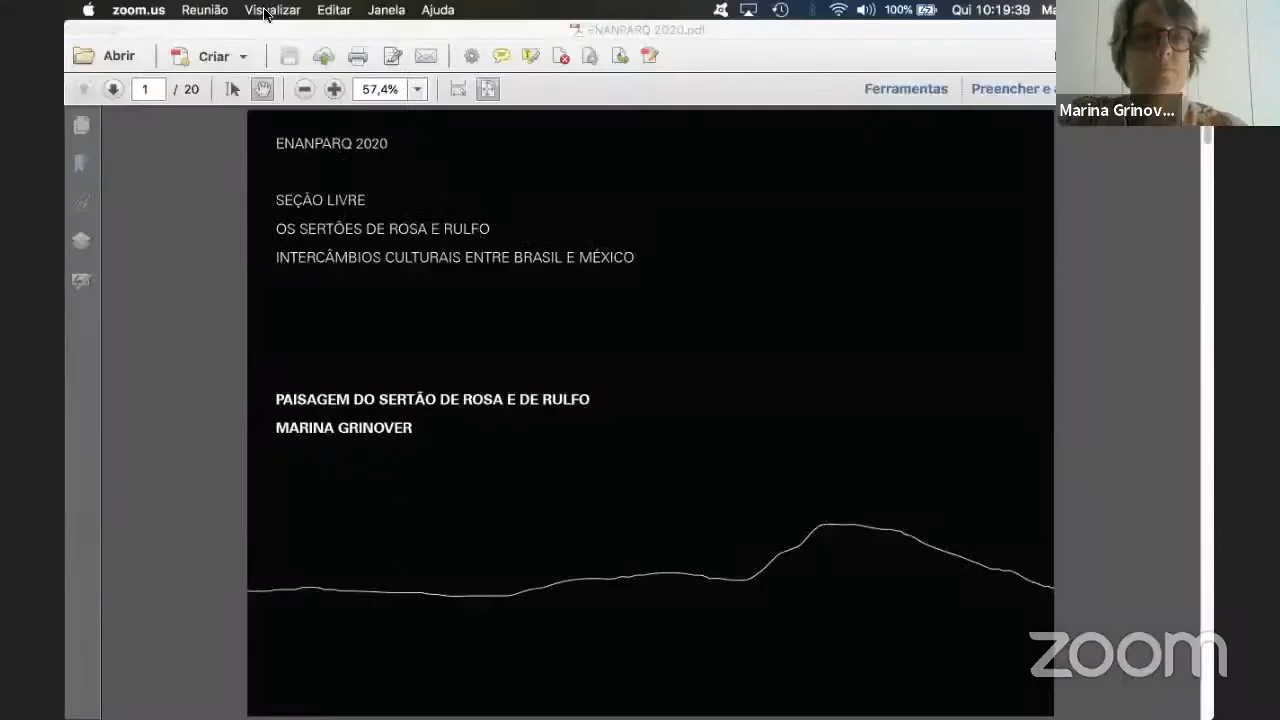 zoom.us Reunião Visualizar Editar Janela Ajuda 100% Qui 10:19:39 Ma
ENANPARQ 2020.pdf
Abrir Criar
1 / 20 57,4% Ferramentas Preencher e a
Marina Grinov...
ENANPARQ 2020
SEÇÃO LIVRE
OS SERTÕES DE ROSA E RULFO
INTERCÂMBIOS CULTURAIS ENTRE BRASIL E MÉXICO
PAISAGEM DO SERTÃO DE ROSA E DE RULFO
MARINA GRINOVER
zoom